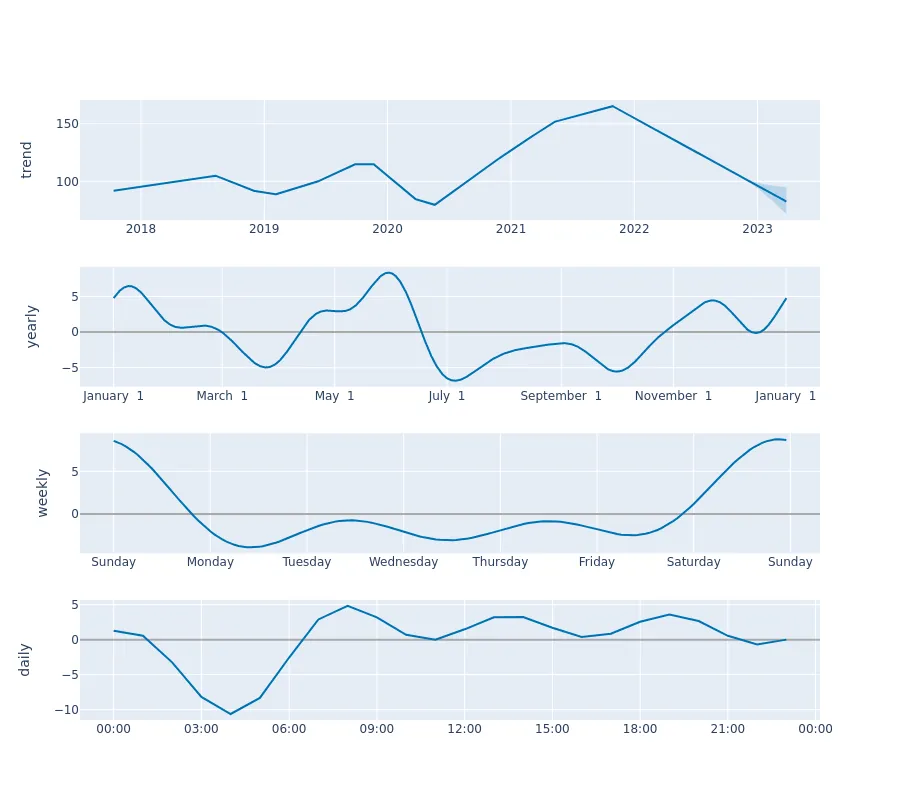 trend
150
100
2018 2019 2020 2021 2022 2023
yearly
5
0
−5
January 1 March 1 May 1 July 1 September 1 November 1 January 1
weekly
5
0
Sunday Monday Tuesday Wednesday Thursday Friday Saturday Sunday
daily
5
0
−5
−10
00:00 03:00 06:00 09:00 12:00 15:00 18:00 21:00 00:00